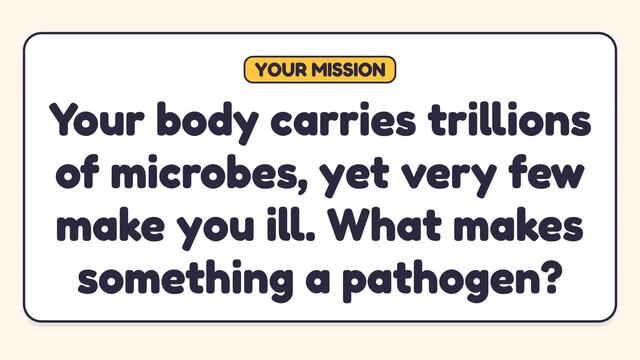 YOUR MISSION
Your body carries trillions
of microbes, yet very few
make you ill. What makes
something a pathogen?